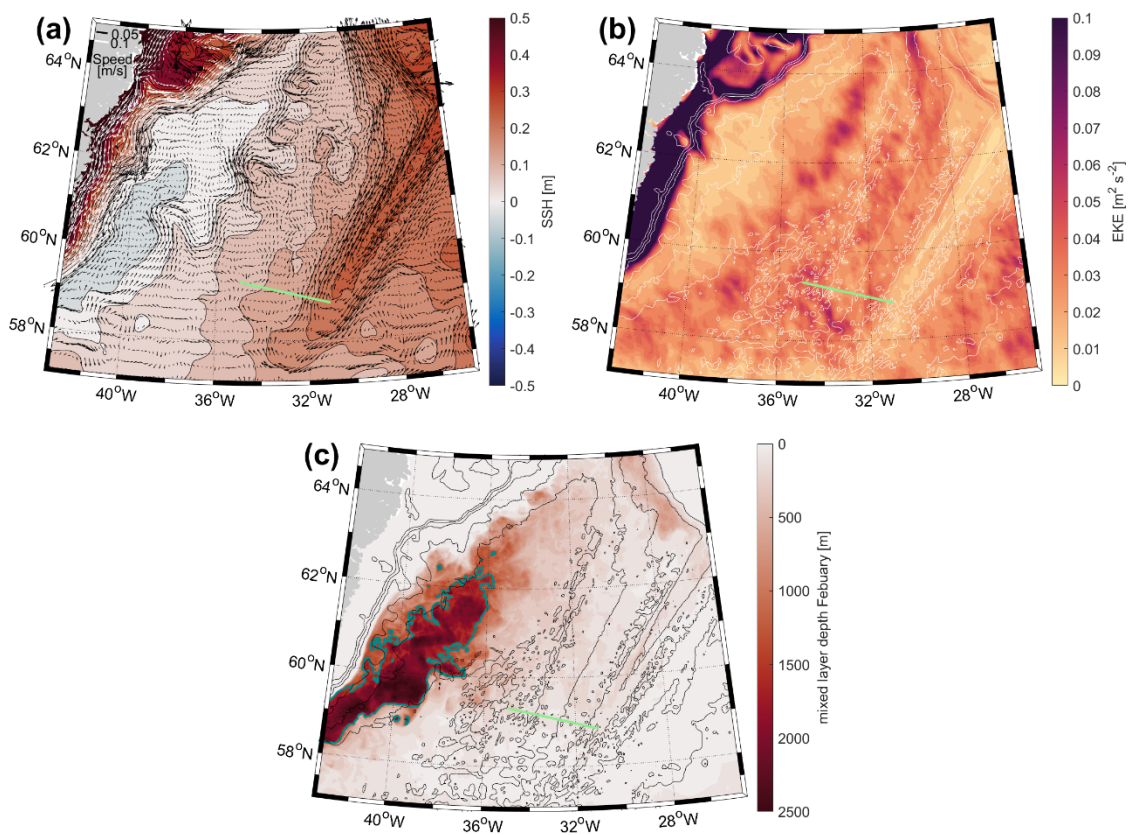 (a)
0.05
0.1
Speed
[m/s]
64°N
62°N
60°N
58°N
40°W
36°W
32°W
28°W
0.5
0.4
0.3
0.2
0.1
0
-0.1
-0.2
-0.3
-0.4
-0.5
SSH [m]
(b)
64°N
62°N
60°N
58°N
40°W
36°W
32°W
28°W
0.1
0.09
0.08
0.07
0.06
0.05
0.04
0.03
0.02
0.01
0
EKE [m² s⁻²]
(c)
64°N
62°N
60°N
58°N
40°W
36°W
32°W
28°W
0
500
1000
1500
2000
2500
mixed layer depth Febuary [m]